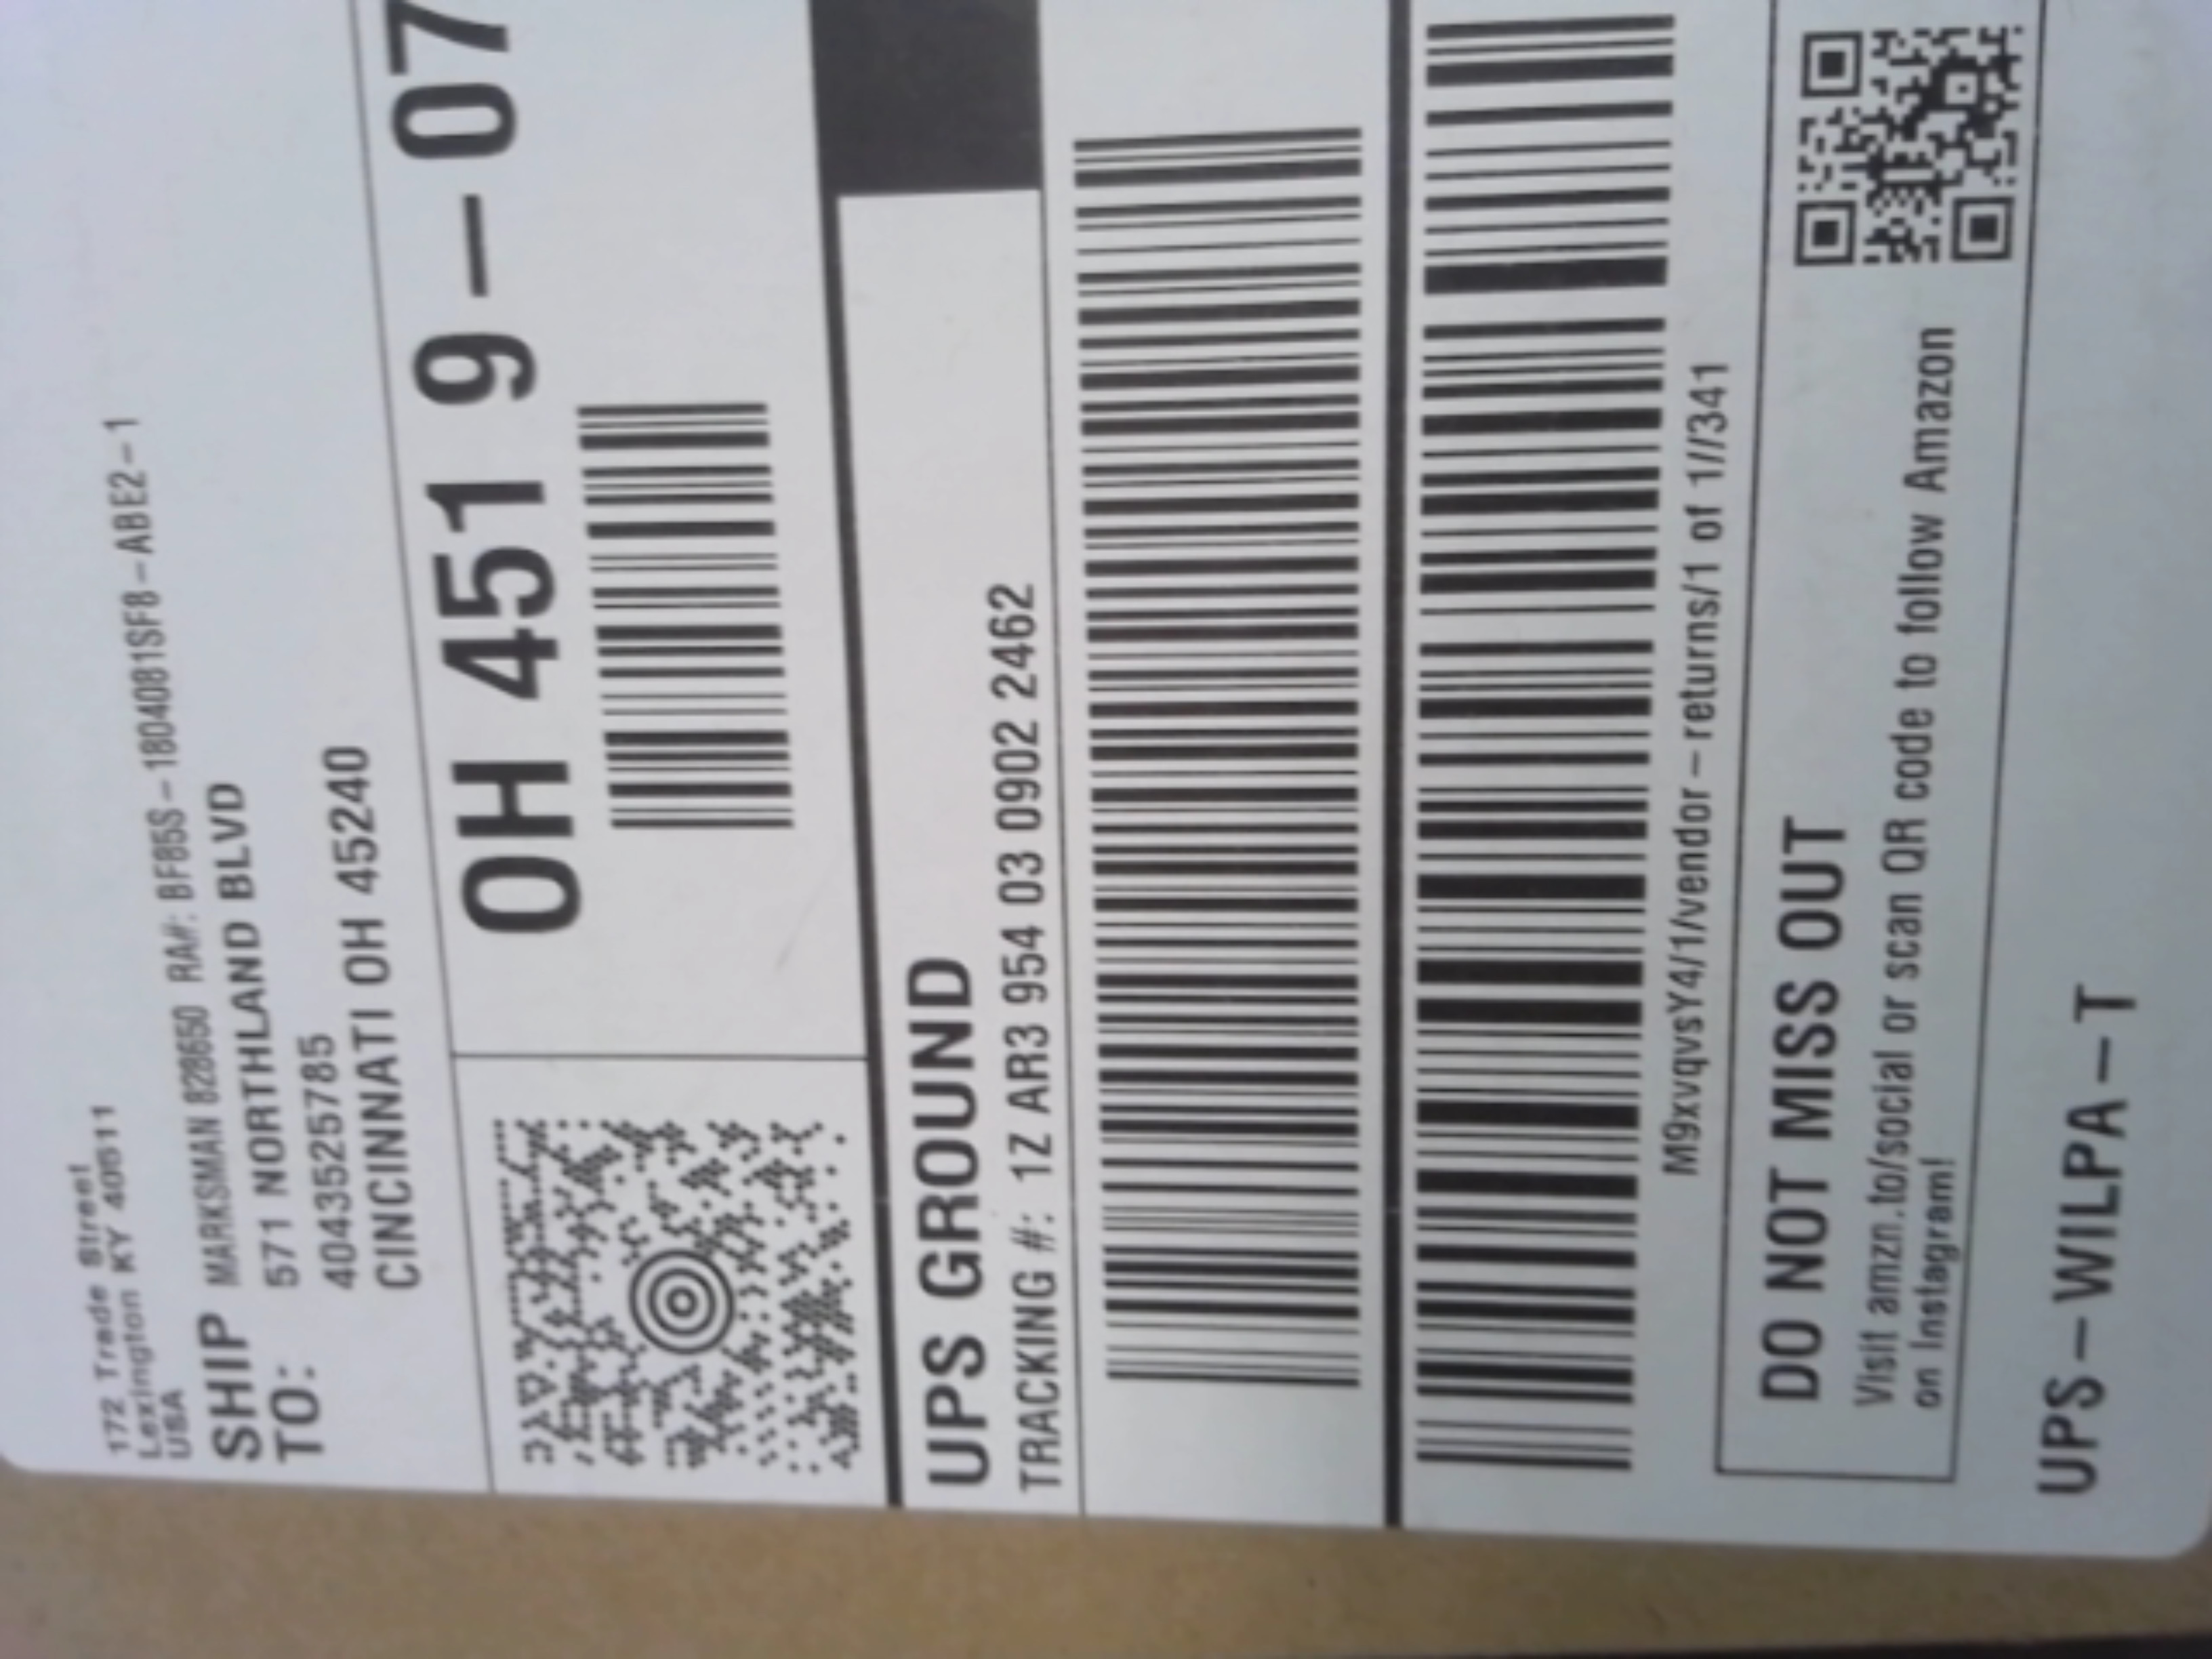 172 Trade Street
Lexington KY 40511
USA
SHIP TO:
MARKSMAN 828650 RA#: BF85S-1804081SF8-ABE2-1
571 NORTHLAND BLVD
4043525785
CINCINNATI OH 45240
OH 451 9-07
UPS GROUND
TRACKING #: 1Z AR3 954 03 0902 2462
M9xvqvsY4/1/vendor-returns/1 of 1//341
DO NOT MISS OUT
Visit amzn.to/social or scan QR code to follow Amazon
on Instagram!
UPS-WILPA-T